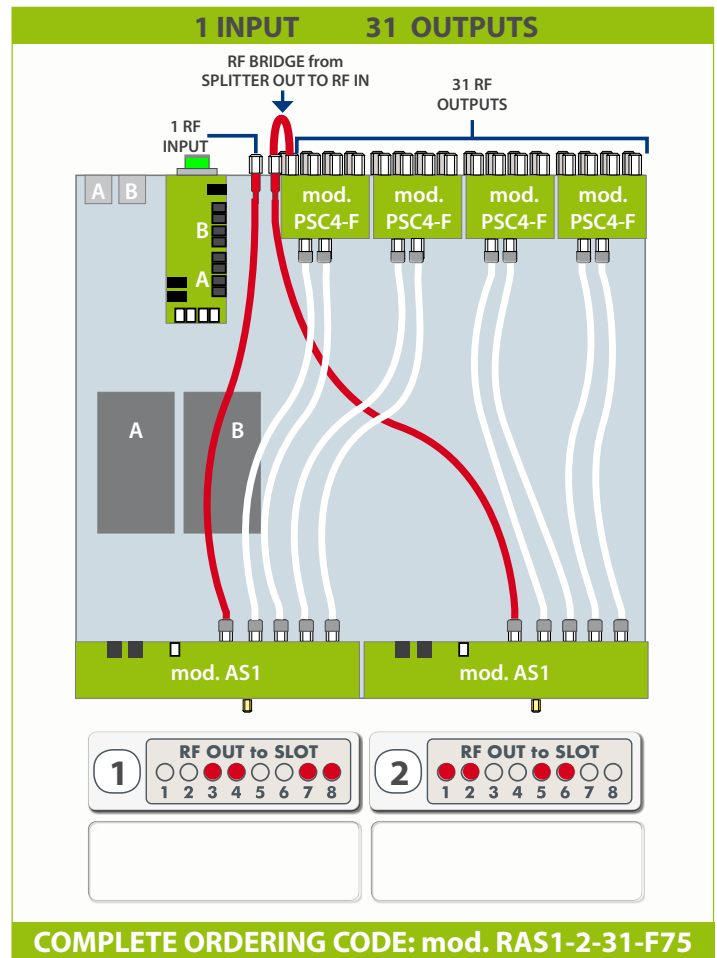 1 INPUT 31 OUTPUTS
RF BRIDGE from
SPLITTER OUT TO RF IN
31 RF
OUTPUTS
1 RF
INPUT
A B
mod.
PSC4-F
mod.
PSC4-F
mod.
PSC4-F
mod.
PSC4-F
B
A
A
B
mod. AS1
mod. AS1
1
RF OUT to SLOT
1 2 3 4 5 6 7 8
2
RF OUT to SLOT
1 2 3 4 5 6 7 8
COMPLETE ORDERING CODE: mod. RAS1-2-31-F75